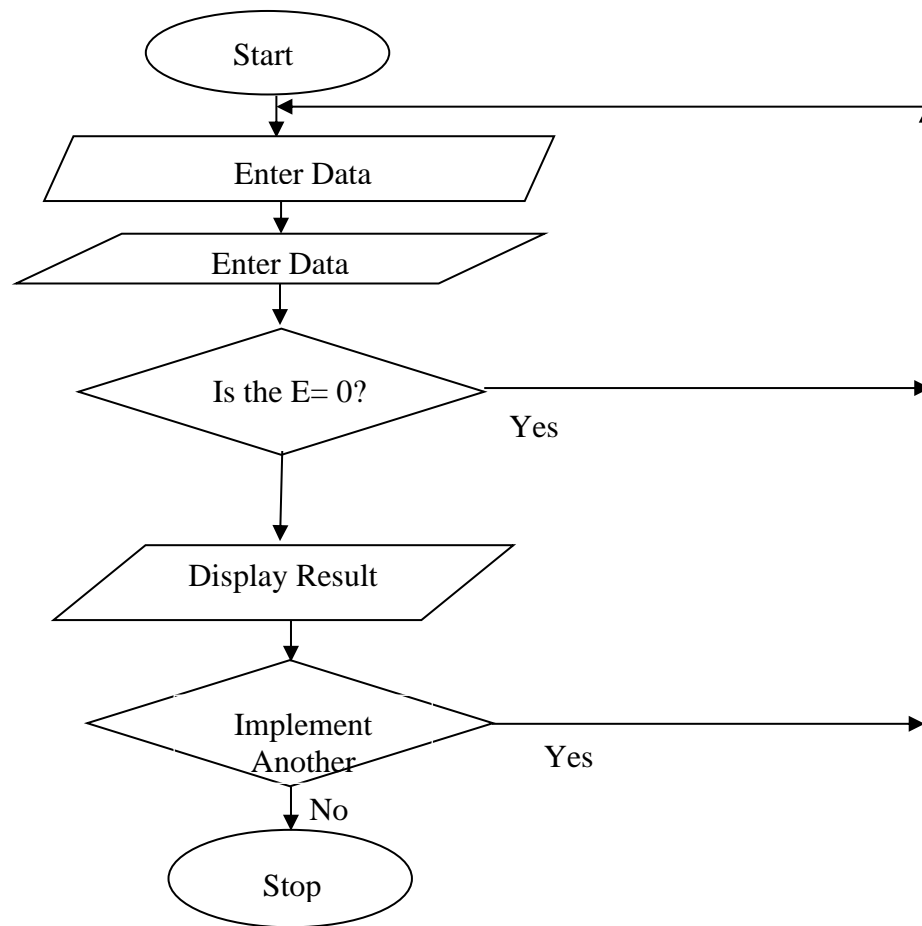 Start
Enter Data
Enter Data
Is the E= 0?
Yes
Display Result
Implement
Another
Yes
No
Stop